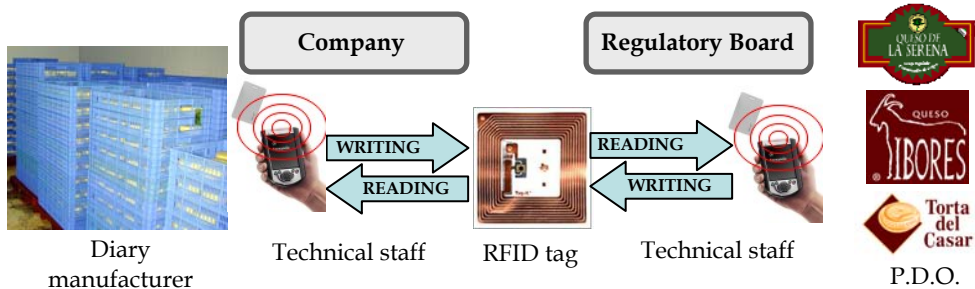 Company
Regulatory Board
QUESO DE
LA SERENA
QUESO
IBORES
®
WRITING
READING
READING
WRITING
Torta
del
Casar
Diary
manufacturer
Technical staff
RFID tag
Technical staff
P.D.O.